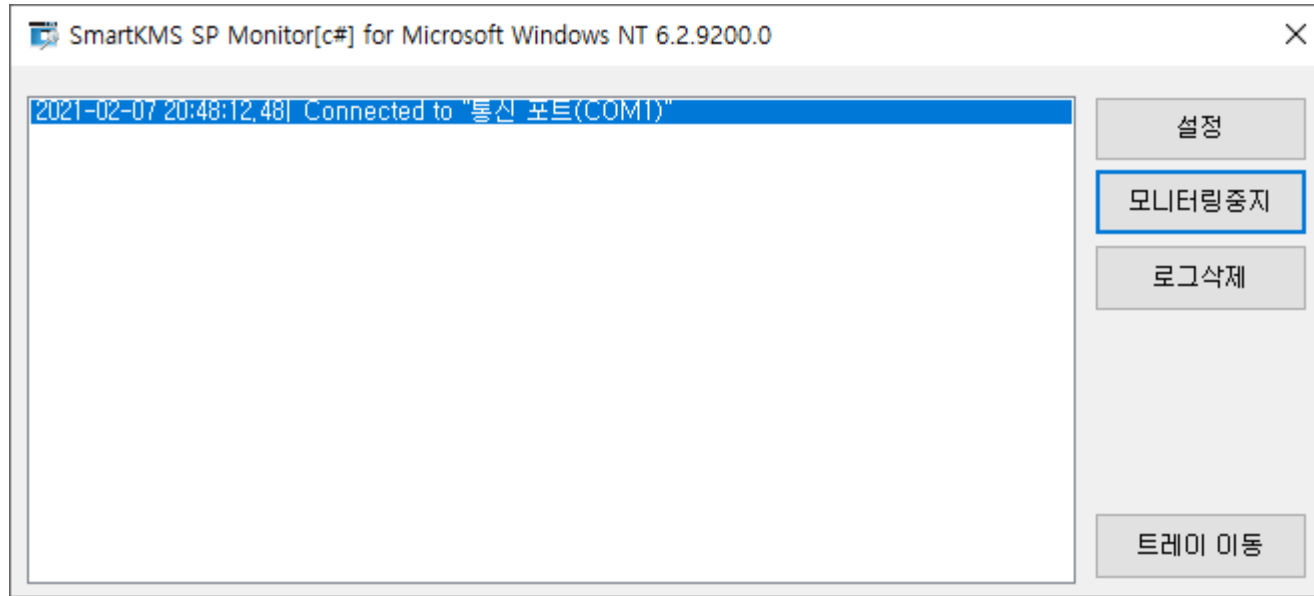 SmartKMS SP Monitor[c#] for Microsoft Windows NT 6.2.9200.0
2021-02-07 20:48:12,48| Connected to "통신 포트(COM1)"
설정
모니터링중지
로그삭제
트레이 이동